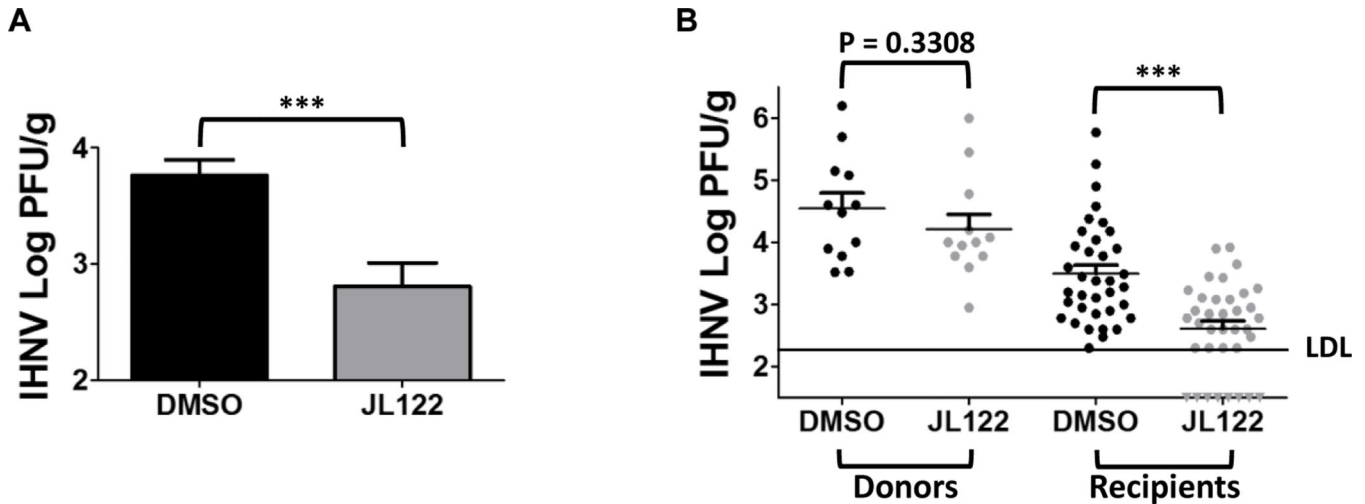 A
IHNV Log PFU/g
4
3
2
***
DMSO JL122
B
IHNV Log PFU/g
6
5
4
3
2
P = 0.3308
***
LDL
DMSO JL122 DMSO JL122
Donors Recipients